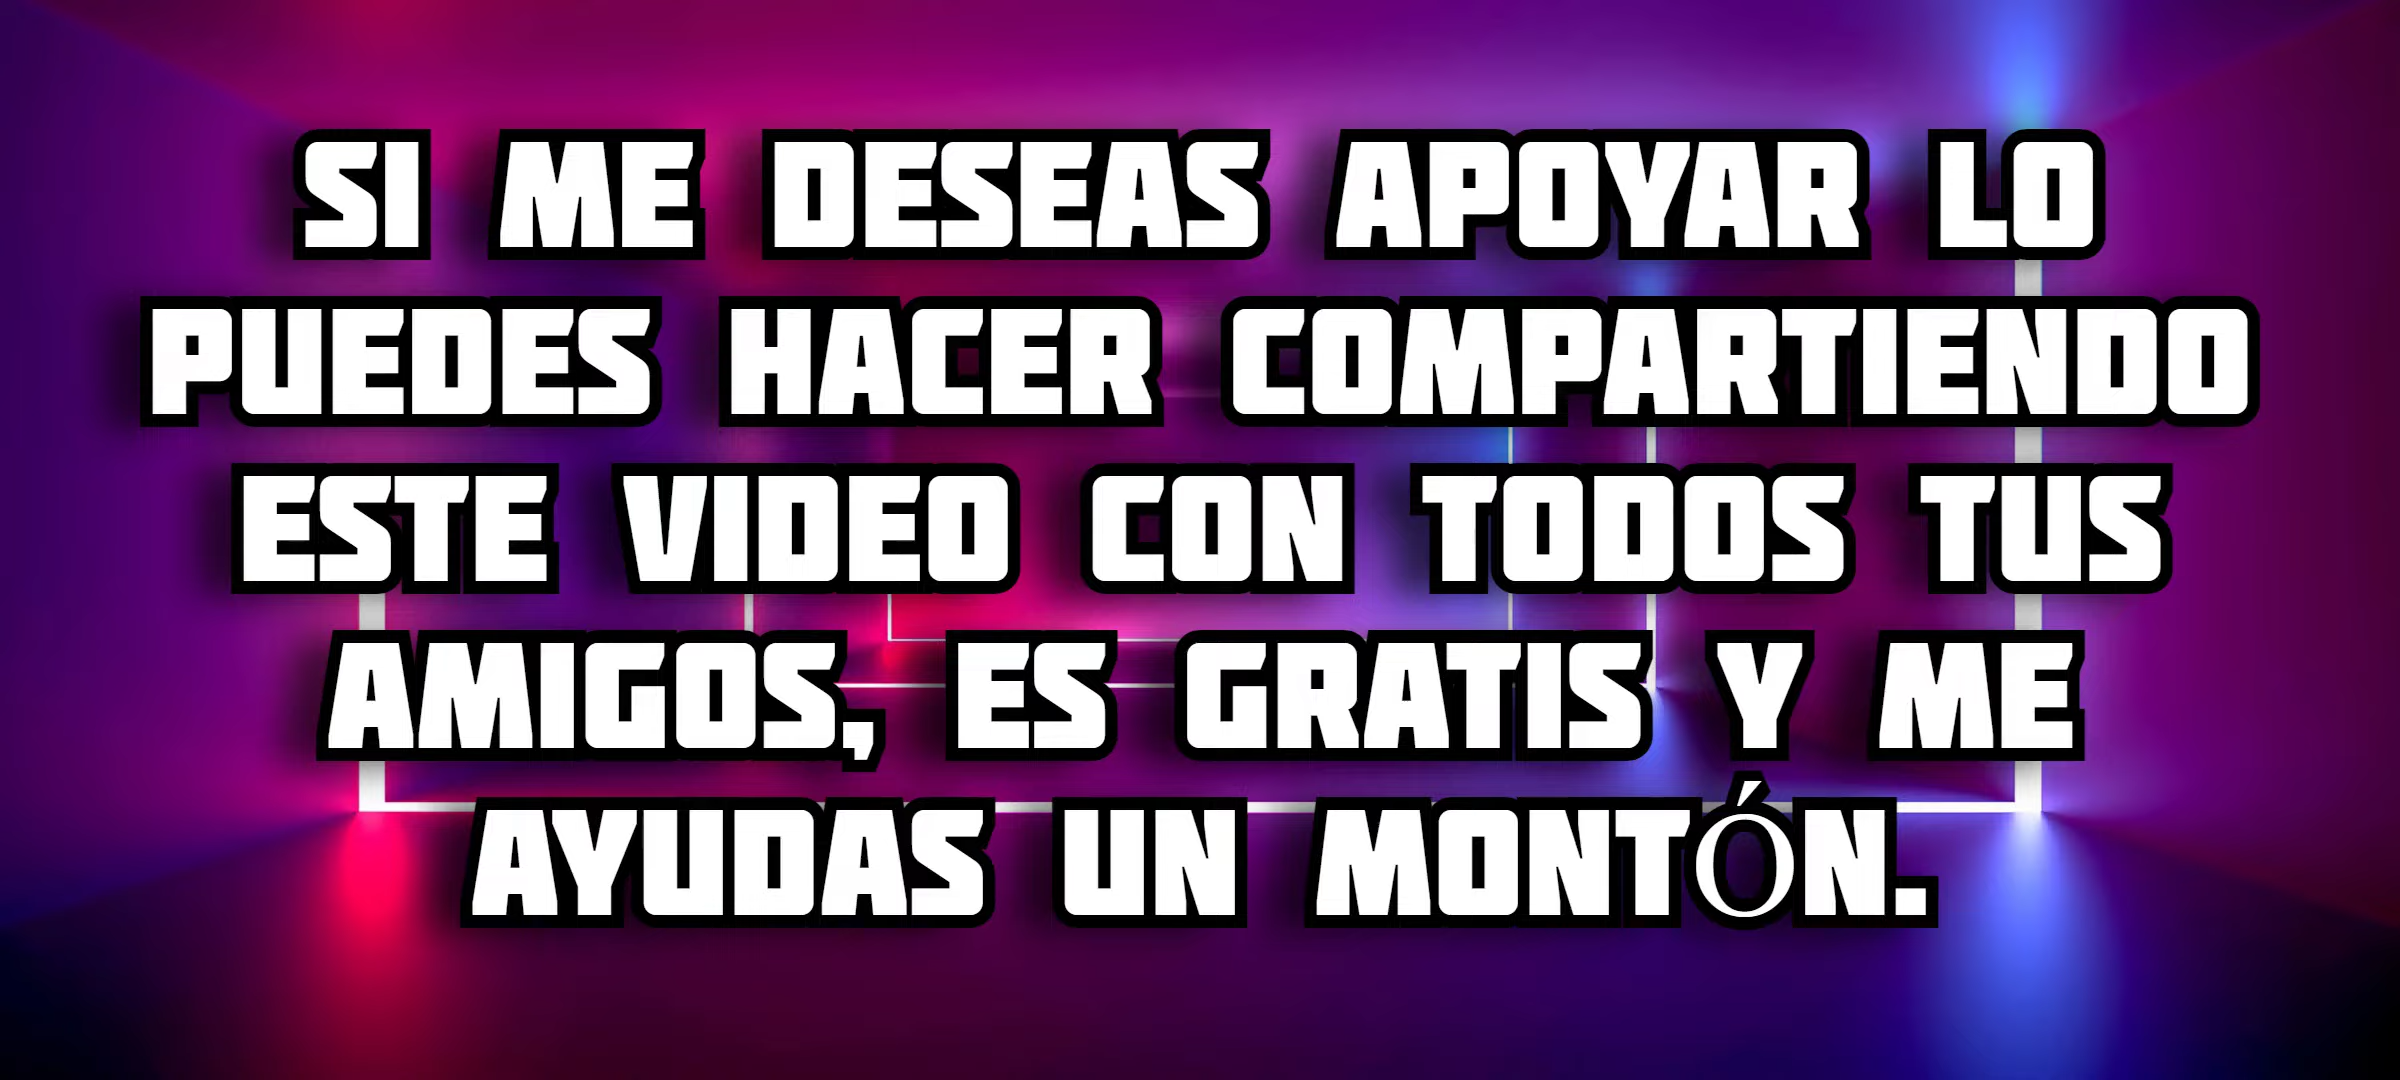 SI ME DESEAS APOYAR LO
PUEDES HACER COMPARTIENDO
ESTE VIDEO CON TODOS TUS
AMIGOS, ES GRATIS Y ME
AYUDAS UN MONTÓN.